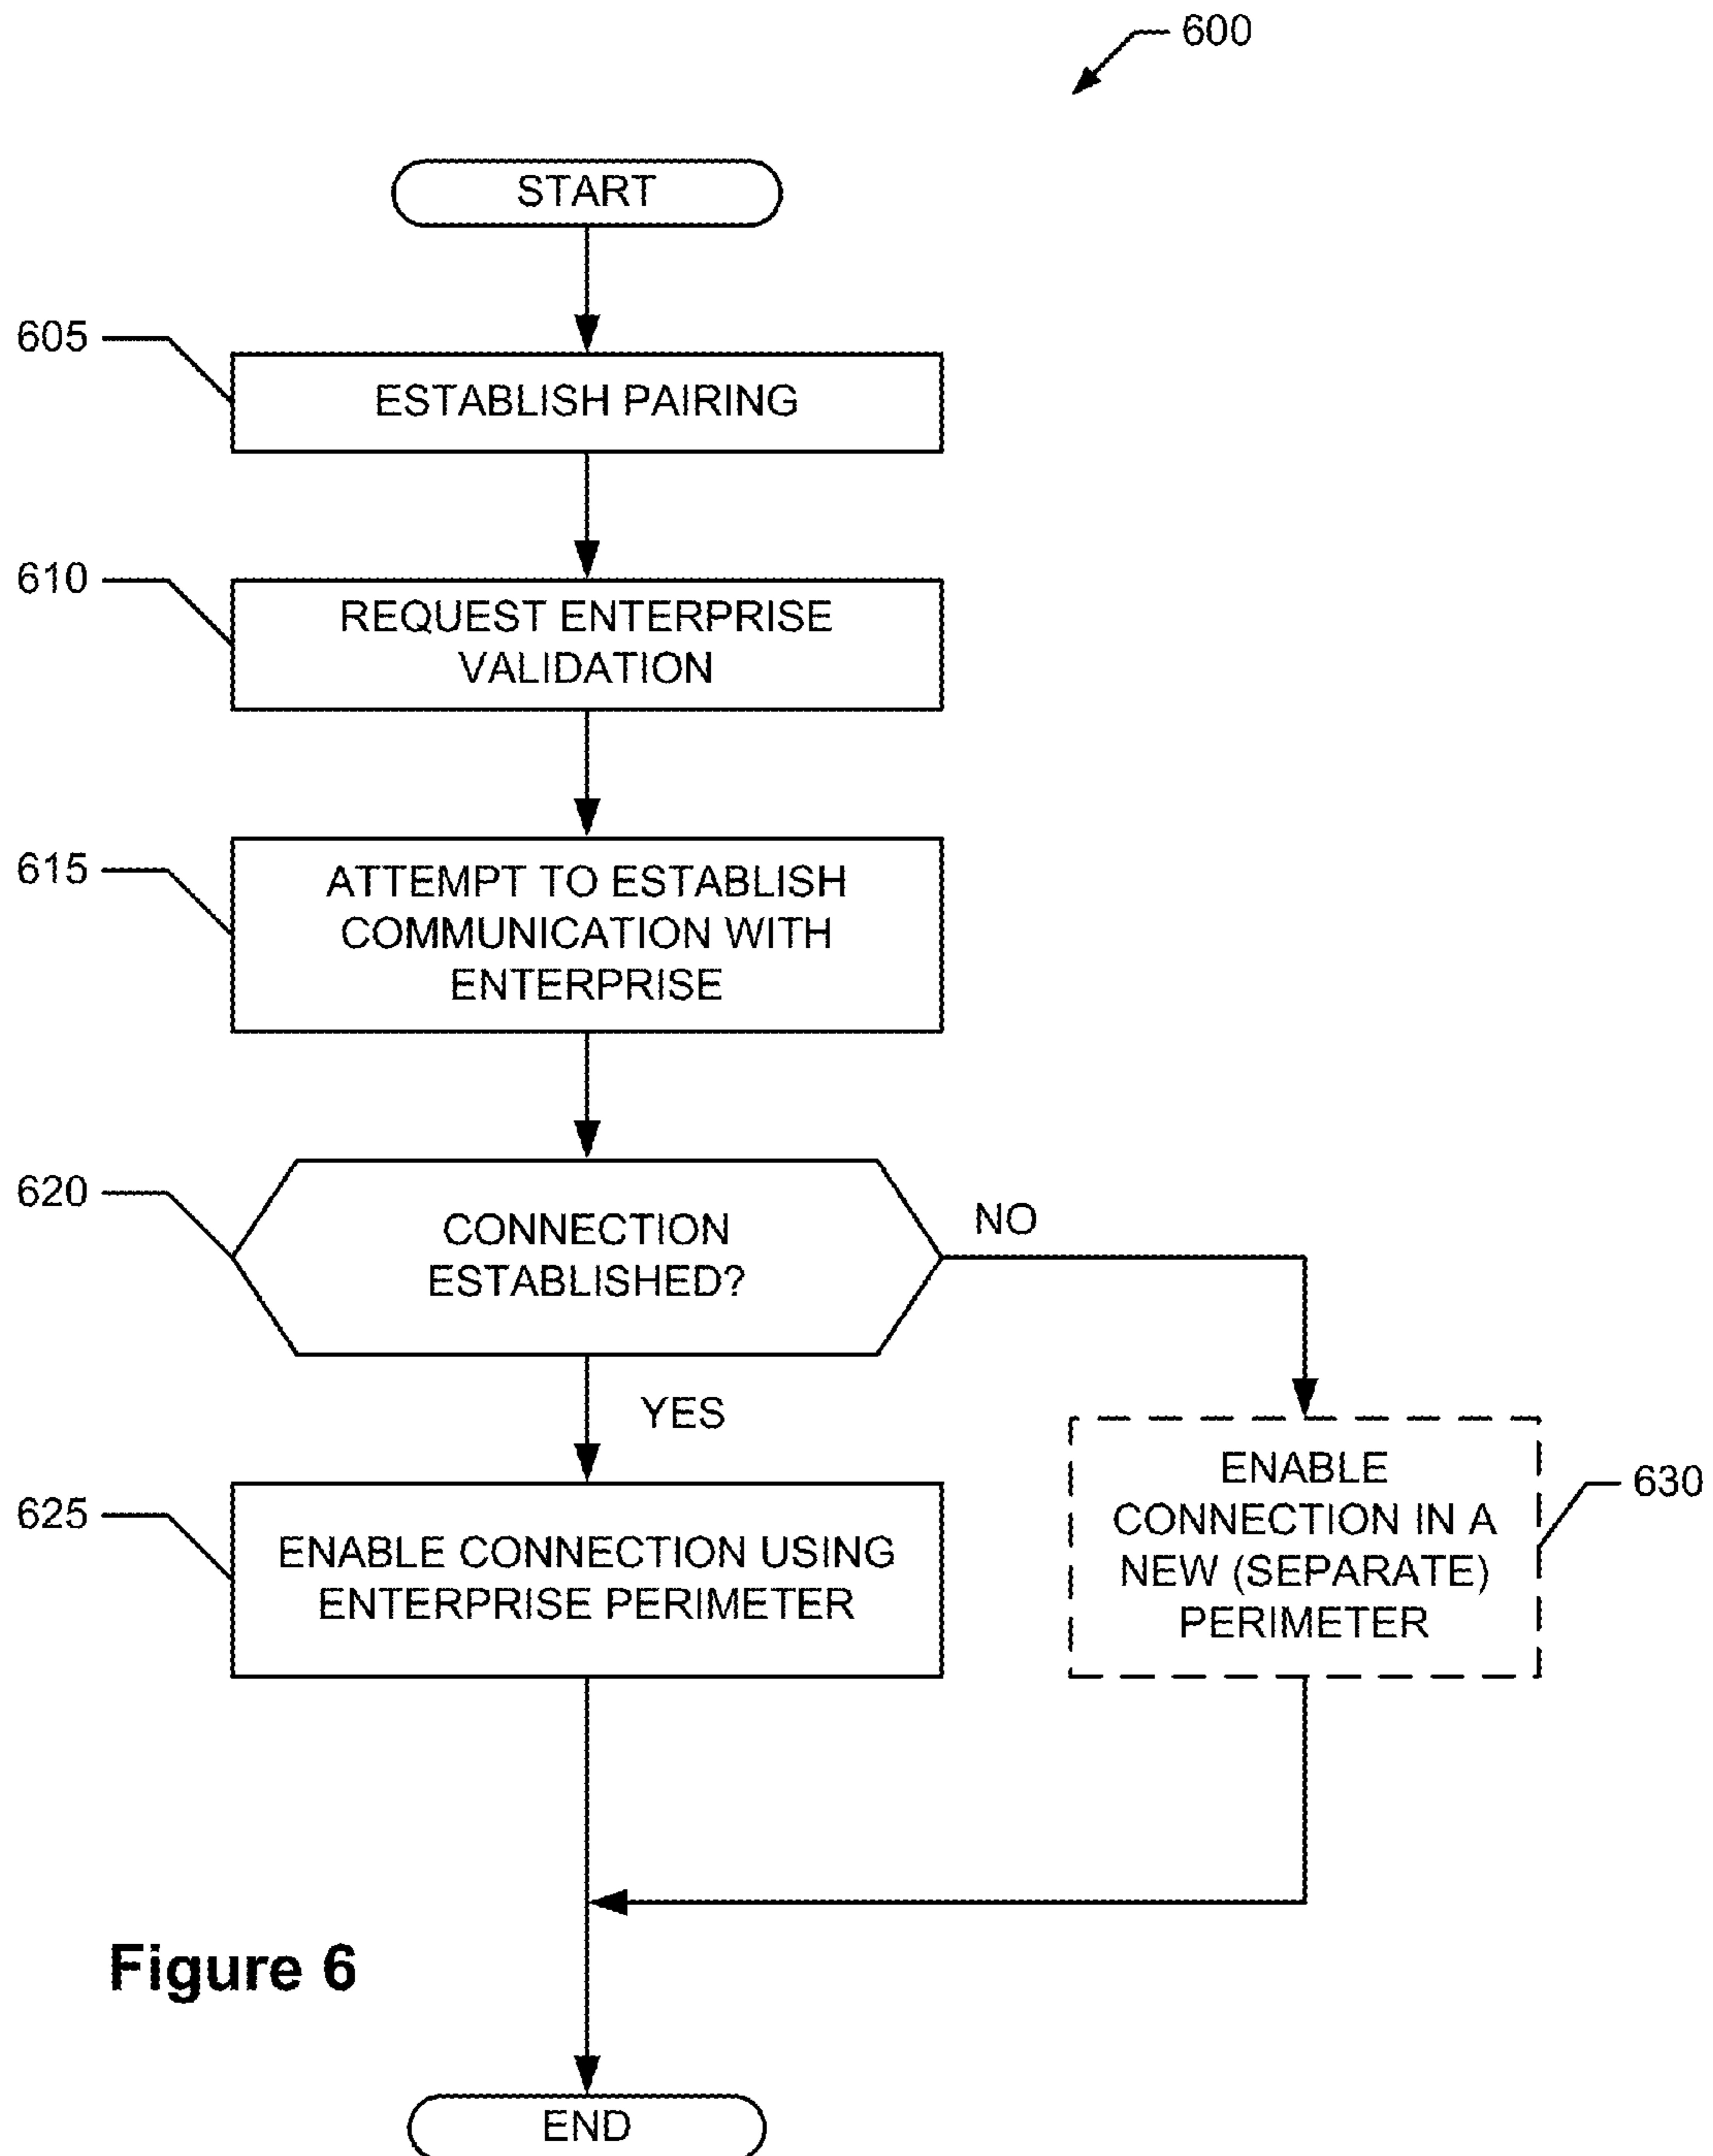 600
START
605
ESTABLISH PAIRING
610
REQUEST ENTERPRISE
VALIDATION
615
ATTEMPT TO ESTABLISH
COMMUNICATION WITH
ENTERPRISE
620
CONNECTION
ESTABLISHED?
NO
YES
625
ENABLE CONNECTION USING
ENTERPRISE PERIMETER
ENABLE
CONNECTION IN A
NEW (SEPARATE)
PERIMETER
630
Figure 6
END